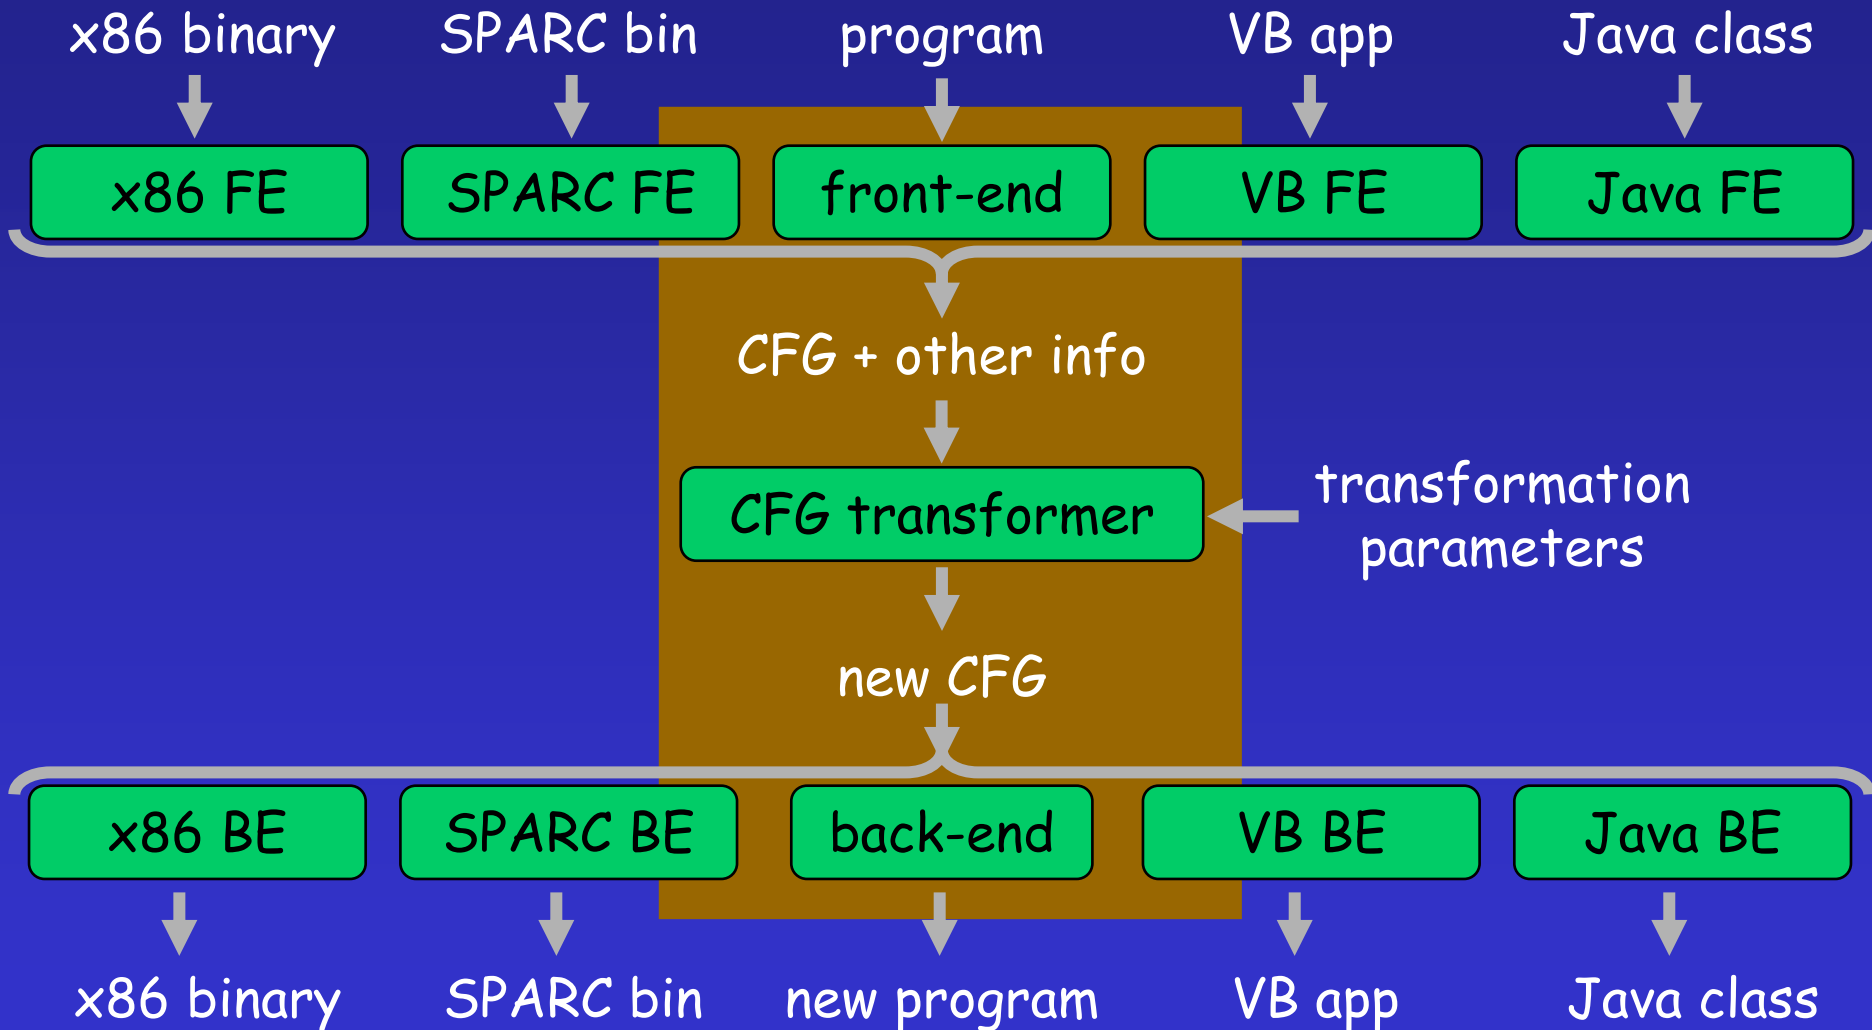 x86 binary
SPARC bin
program
VB app
Java class
x86 FE
SPARC FE
front-end
VB FE
Java FE
CFG + other info
CFG transformer
transformation
parameters
new CFG
x86 BE
SPARC BE
back-end
VB BE
Java BE
x86 binary
SPARC bin
new program
VB app
Java class